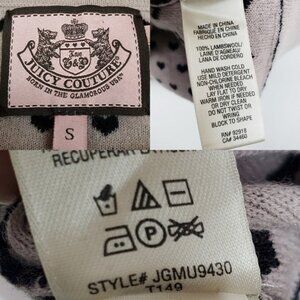 JUICY COUTURE
BORN IN THE GLAMOROUS USA
S
MADE IN CHINA
FABRIQUÉ EN CHINE
HECHO EN CHINA
100% LAMBSWOOL
LAINE D'AGNEAU
LANA DE CORDERO
HAND WASH COLD
USE MILD DETERGENT
NON-CHLORINE BLEACH
WHEN NEEDED
LAY FLAT TO DRY
WARM IRON IF NEEDED
OR DRY CLEAN
DO NOT TWIST
OR WRING
BLOCK TO SHAPE
RN# 92918
CA# 34460
RECUPERAR
STYLE# JGMU9430
T149